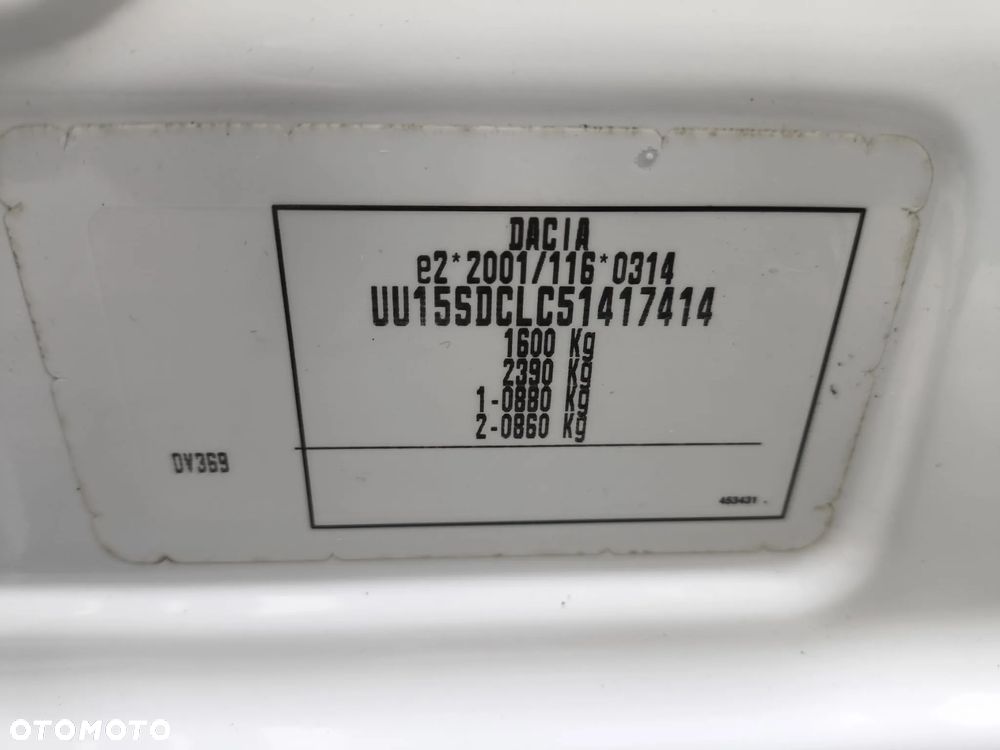 DACIA
e2*2001/116*0314
UU15SDCLC51417414
1600 Kg
2390 Kg
1-0880 Kg
2-0860 Kg
DV369
453431
OTOMOTO